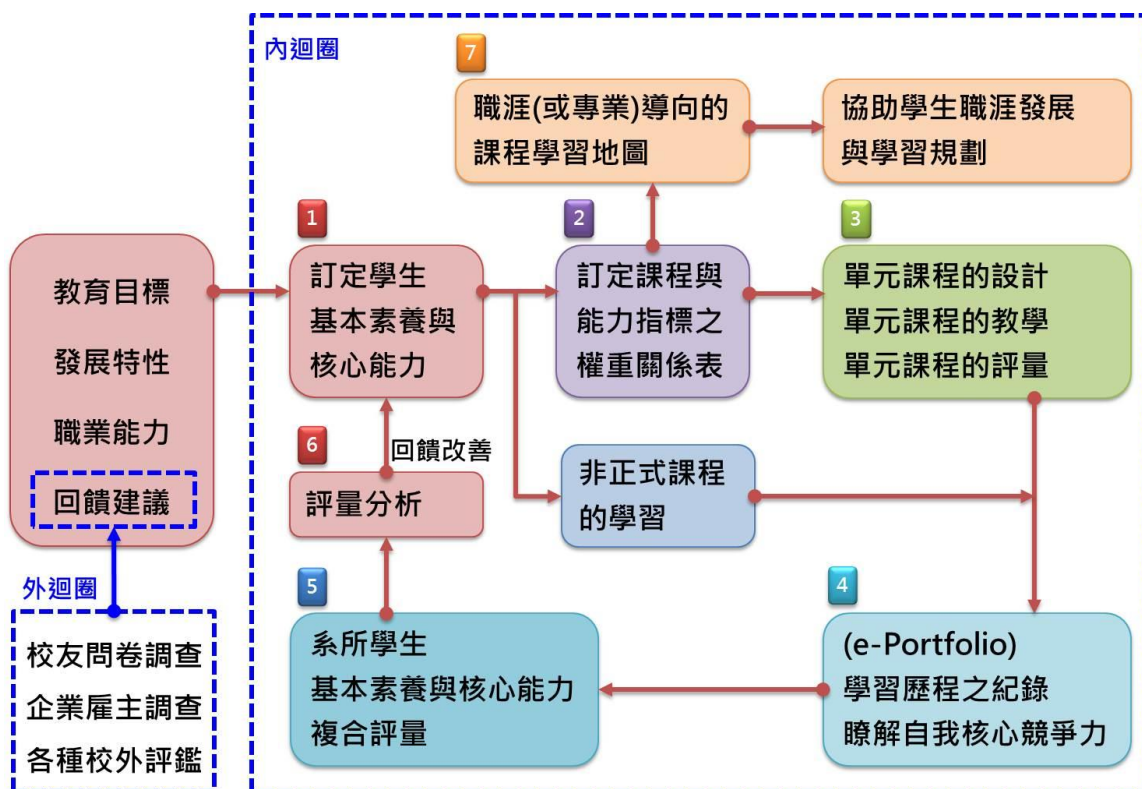 內迴圈
7
職涯(或專業)導向的
課程學習地圖
協助學生職涯發展
與學習規劃
教育目標
發展特性
職業能力
回饋建議
1
訂定學生
基本素養與
核心能力
2
訂定課程與
能力指標之
權重關係表
3
單元課程的設計
單元課程的教學
單元課程的評量
回饋改善
6
評量分析
非正式課程
的學習
外迴圈
校友問卷調查
企業雇主調查
各種校外評鑑
5
系所學生
基本素養與核心能力
複合評量
4
(e-Portfolio)
學習歷程之紀錄
瞭解自我核心競爭力